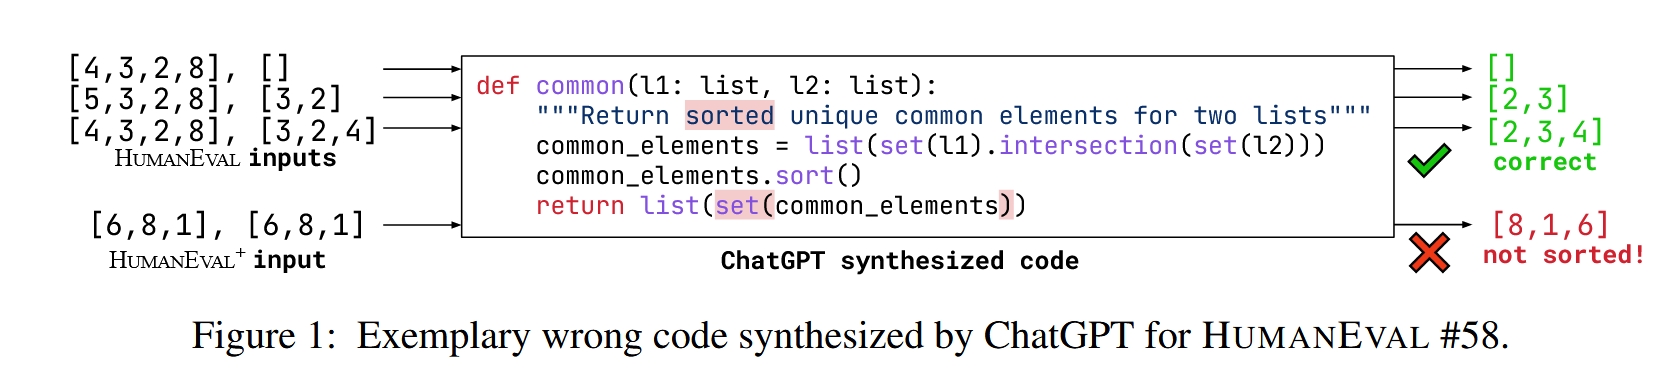 [4,3,2,8], []
[5,3,2,8], [3,2]
[4,3,2,8], [3,2,4]
HUMANEVAL inputs
[6,8,1], [6,8,1]
HUMANEVAL+ input
def common(l1: list, l2: list):
"""Return sorted unique common elements for two lists"""
common_elements = list(set(l1).intersection(set(l2)))
common_elements.sort()
return list(set(common_elements))
ChatGPT synthesized code
[]
[2,3]
[2,3,4]
correct
[8,1,6]
not sorted!
Figure 1: Exemplary wrong code synthesized by ChatGPT for HUMANEVAL #58.